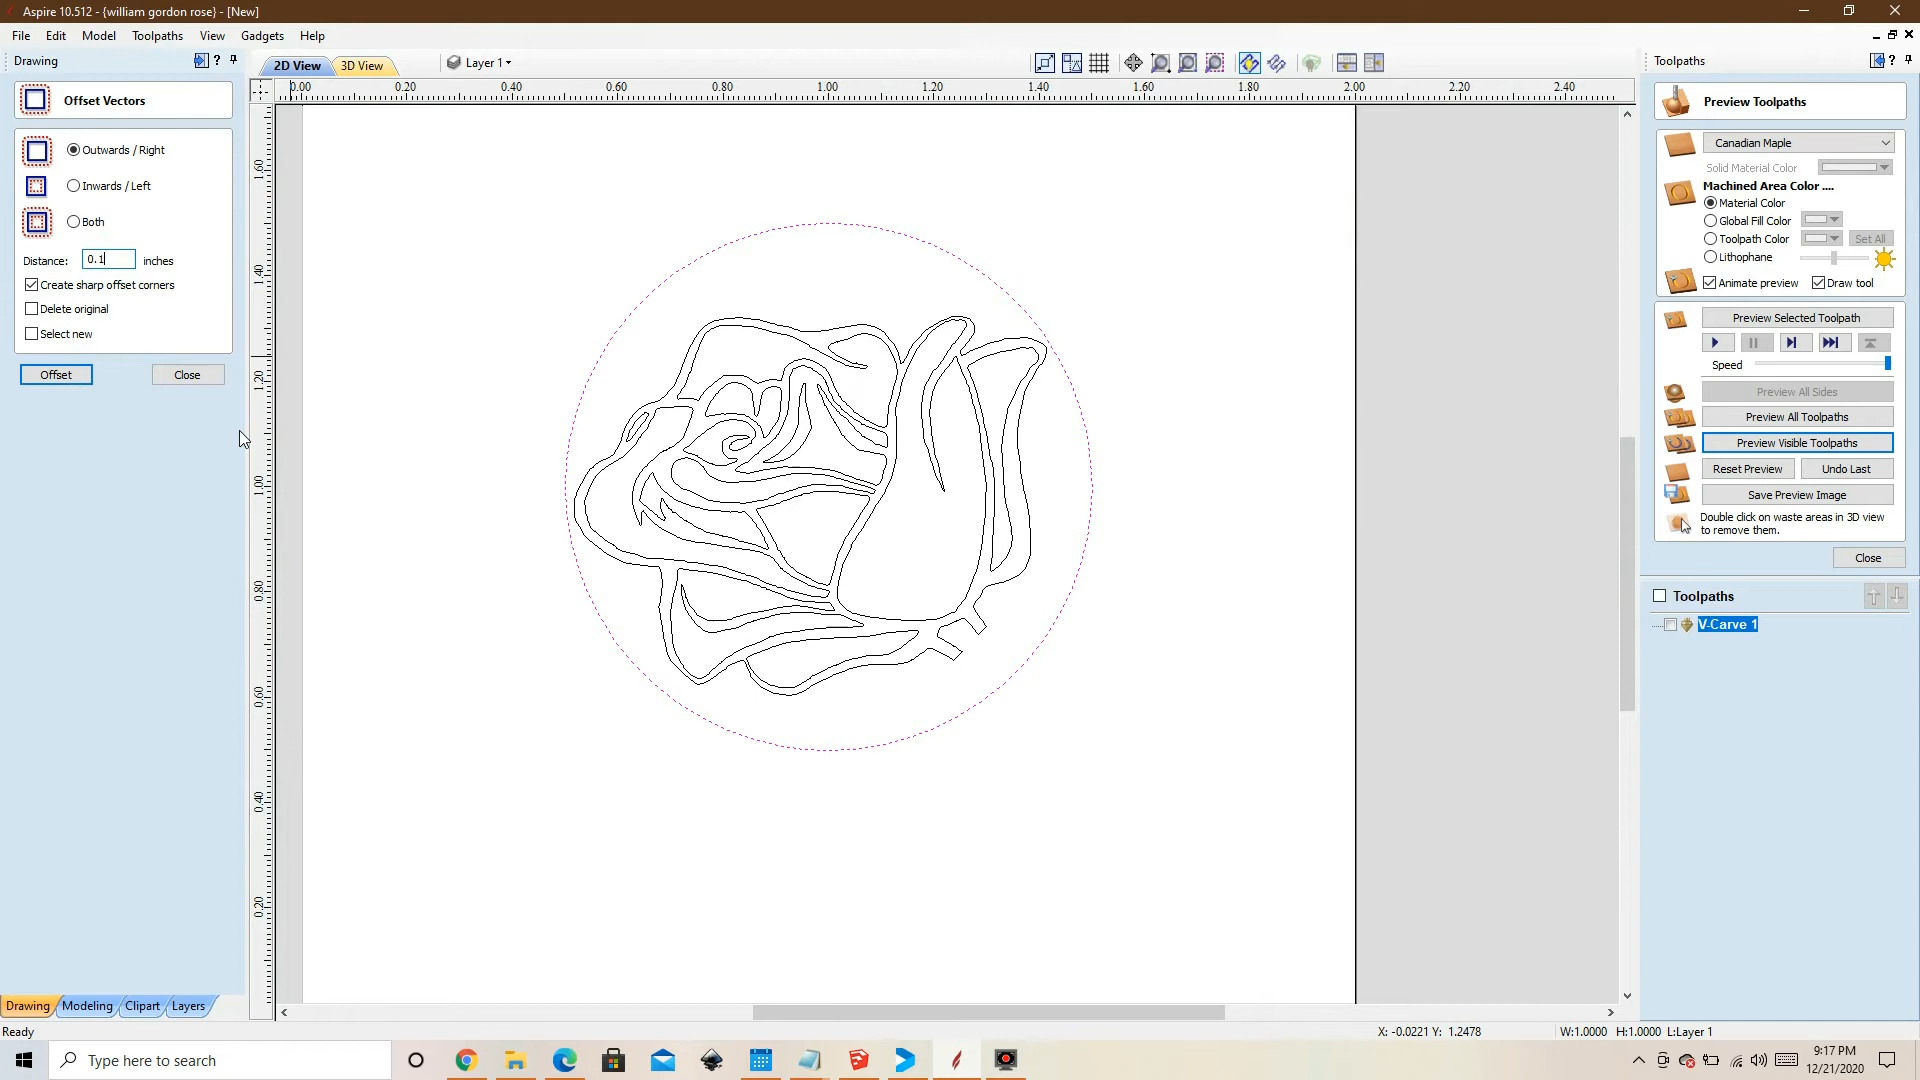 Aspire 10.512 - {william gordon rose} - [New]
File Edit Model Toolpaths View Gadgets Help
Drawing ?
2D View 3D View Layer 1
Toolpaths ?
Offset Vectors
0.00 0.20 0.40 0.60 0.80 1.00 1.20 1.40 1.60 1.80 2.00 2.20 2.40
1.60
1.40
1.20
1.00
0.80
0.60
0.40
0.20
Outwards / Right
Inwards / Left
Both
Distance: 0.1 inches
Create sharp offset corners
Delete original
Select new
Offset Close
Preview Toolpaths
Canadian Maple
Solid Material Color
Machined Area Color ....
Material Color
Global Fill Color
Toolpath Color Set All
Lithophane
Animate preview Draw tool
Preview Selected Toolpath
Speed
Preview All Sides
Preview All Toolpaths
Preview Visible Toolpaths
Reset Preview Undo Last
Save Preview Image
Double click on waste areas in 3D view
to remove them.
Close
Toolpaths
V-Carve 1
Drawing Modeling Clipart Layers
Ready X: -0.0221 Y: 1.2478 W:1.0000 H:1.0000 L:Layer 1
Type here to search
9:17 PM
12/21/2020